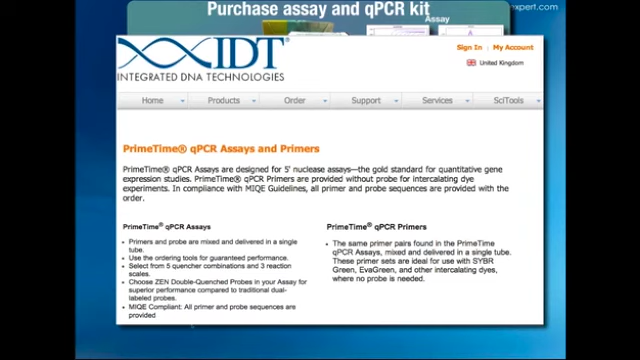 Purchase assay and qPCR kit
xpert.com
Assay
IDT®
INTEGRATED DNA TECHNOLOGIES
Sign In | My Account
United Kingdom
Home Products Order Support Services SciTools
PrimeTime® qPCR Assays and Primers
PrimeTime® qPCR Assays are designed for 5' nuclease assays—the gold standard for quantitative gene
expression studies. PrimeTime® qPCR Primers are provided without probe for intercalating dye
experiments. In compliance with MIQE Guidelines, all primer and probe sequences are provided with the
order.
PrimeTime® qPCR Assays
• Primers and probe are mixed and delivered in a single
tube.
• Use the ordering tools for guaranteed performance.
• Select from 5 quencher combinations and 3 reaction
scales.
• Choose ZEN Double-Quenched Probes in your Assay for
superior performance compared to traditional dual-
labeled probes.
• MIQE Compliant: All primer and probe sequences are
provided
PrimeTime® qPCR Primers
• The same primer pairs found in the PrimeTime
qPCR Assays, mixed and delivered in a single tube.
These primer sets are ideal for use with SYBR
Green, EvaGreen, and other intercalating dyes,
where no probe is needed.